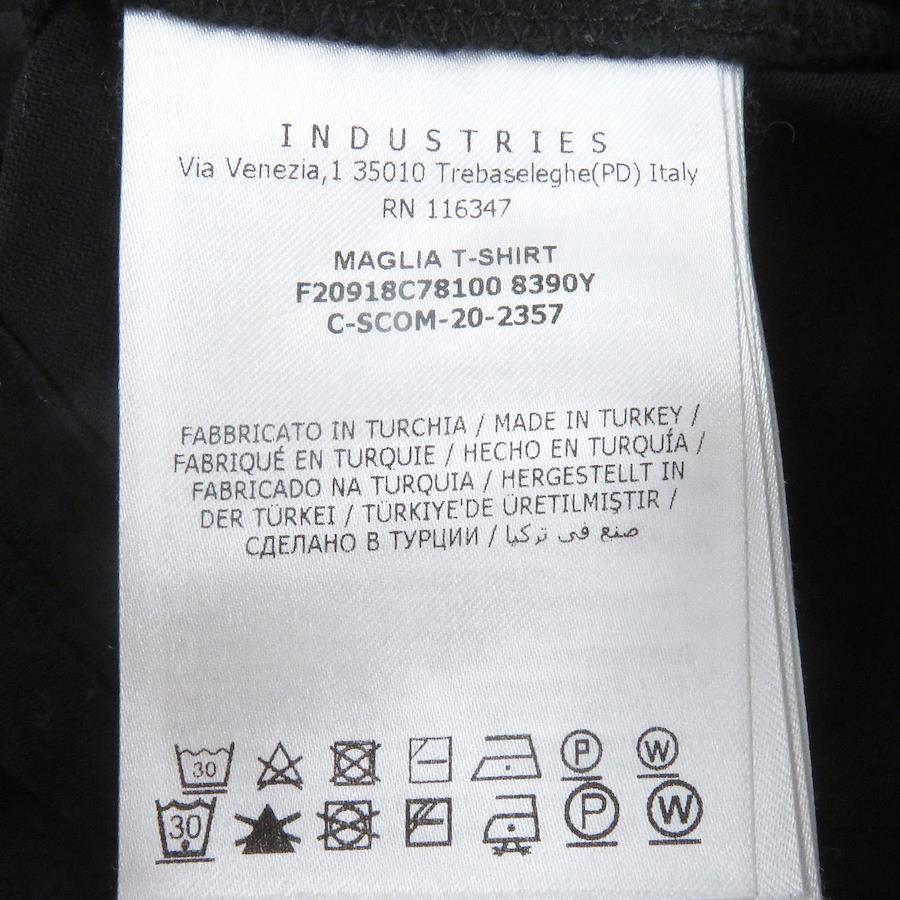 INDUSTRIES
Via Venezia,1 35010 Trebaseleghe(PD) Italy
RN 116347
MAGLIA T-SHIRT
F20918C78100 8390Y
C-SCOM-20-2357
FABBRICATO IN TURCHIA / MADE IN TURKEY /
FABRIQUÉ EN TURQUIE / HECHO EN TURQUÍA /
FABRICADO NA TURQUIA / HERGESTELLT IN
DER TÜRKEI / TÜRKIYE'DE ÜRETILMIŞTIR /
СДЕЛАНО В ТУРЦИИ / صنع في تركيا
30 P W
30 P W